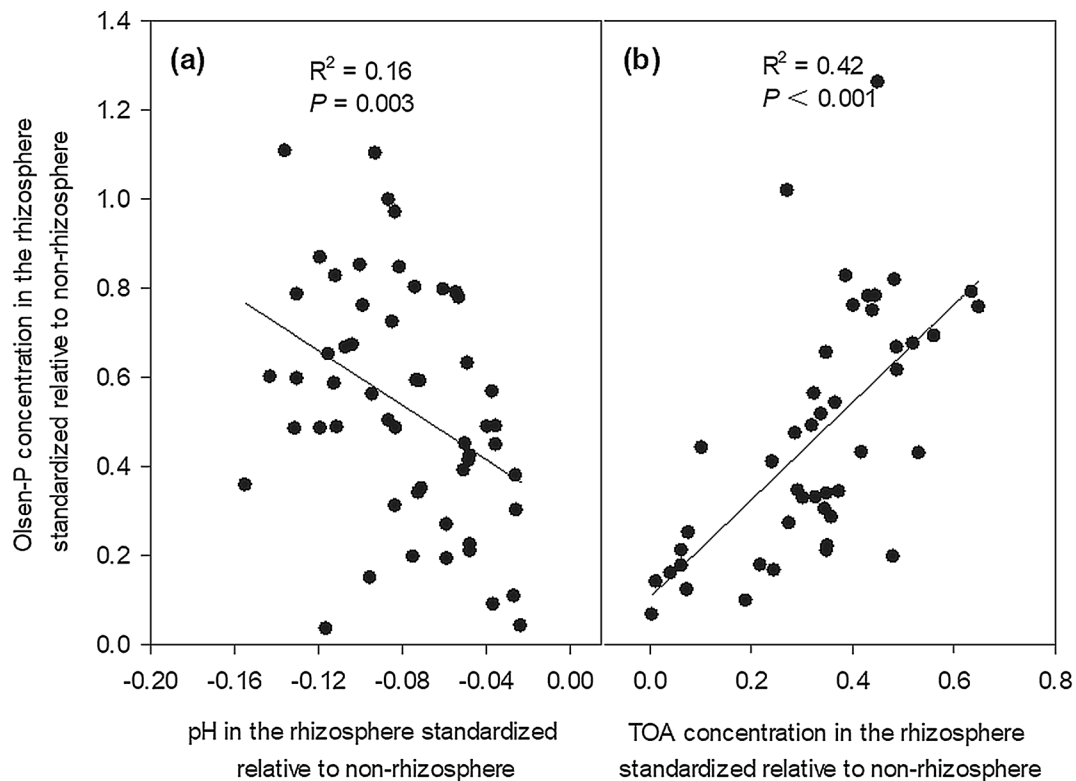 Olsen-P concentration in the rhizosphere
standardized relative to non-rhizosphere
1.4
1.2
1.0
0.8
0.6
0.4
0.2
0.0
(a)
R² = 0.16
P = 0.003
-0.20 -0.16 -0.12 -0.08 -0.04 0.00
pH in the rhizosphere standardized
relative to non-rhizosphere
(b)
R² = 0.42
P < 0.001
0.0 0.2 0.4 0.6 0.8
TOA concentration in the rhizosphere
standardized relative to non-rhizosphere